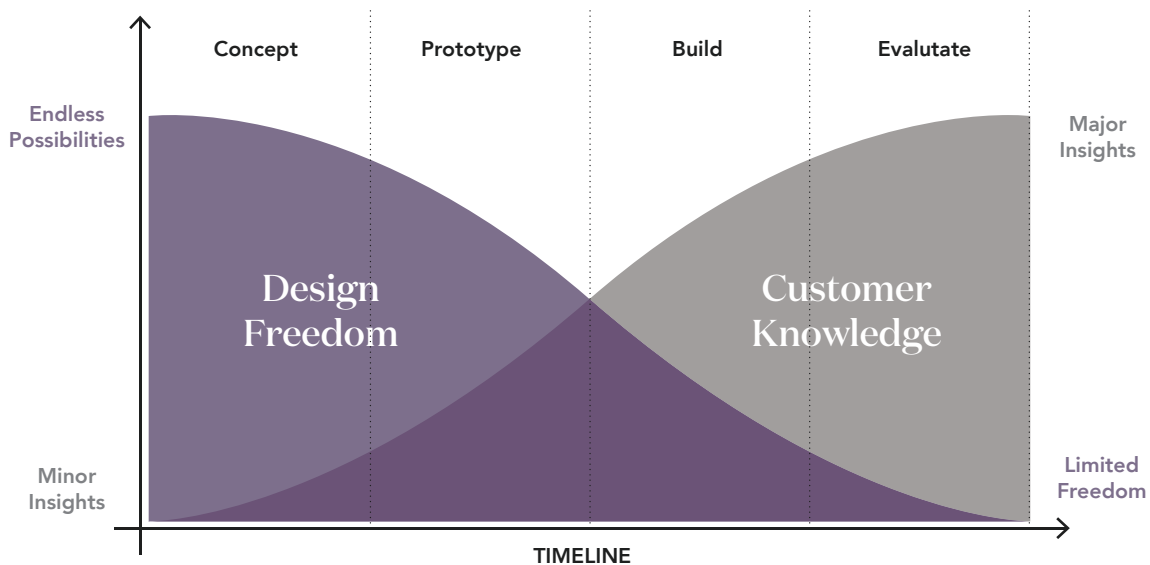 Concept
Prototype
Build
Evalutate
Endless
Possibilities
Major
Insights
Design
Freedom
Customer
Knowledge
Minor
Insights
Limited
Freedom
TIMELINE